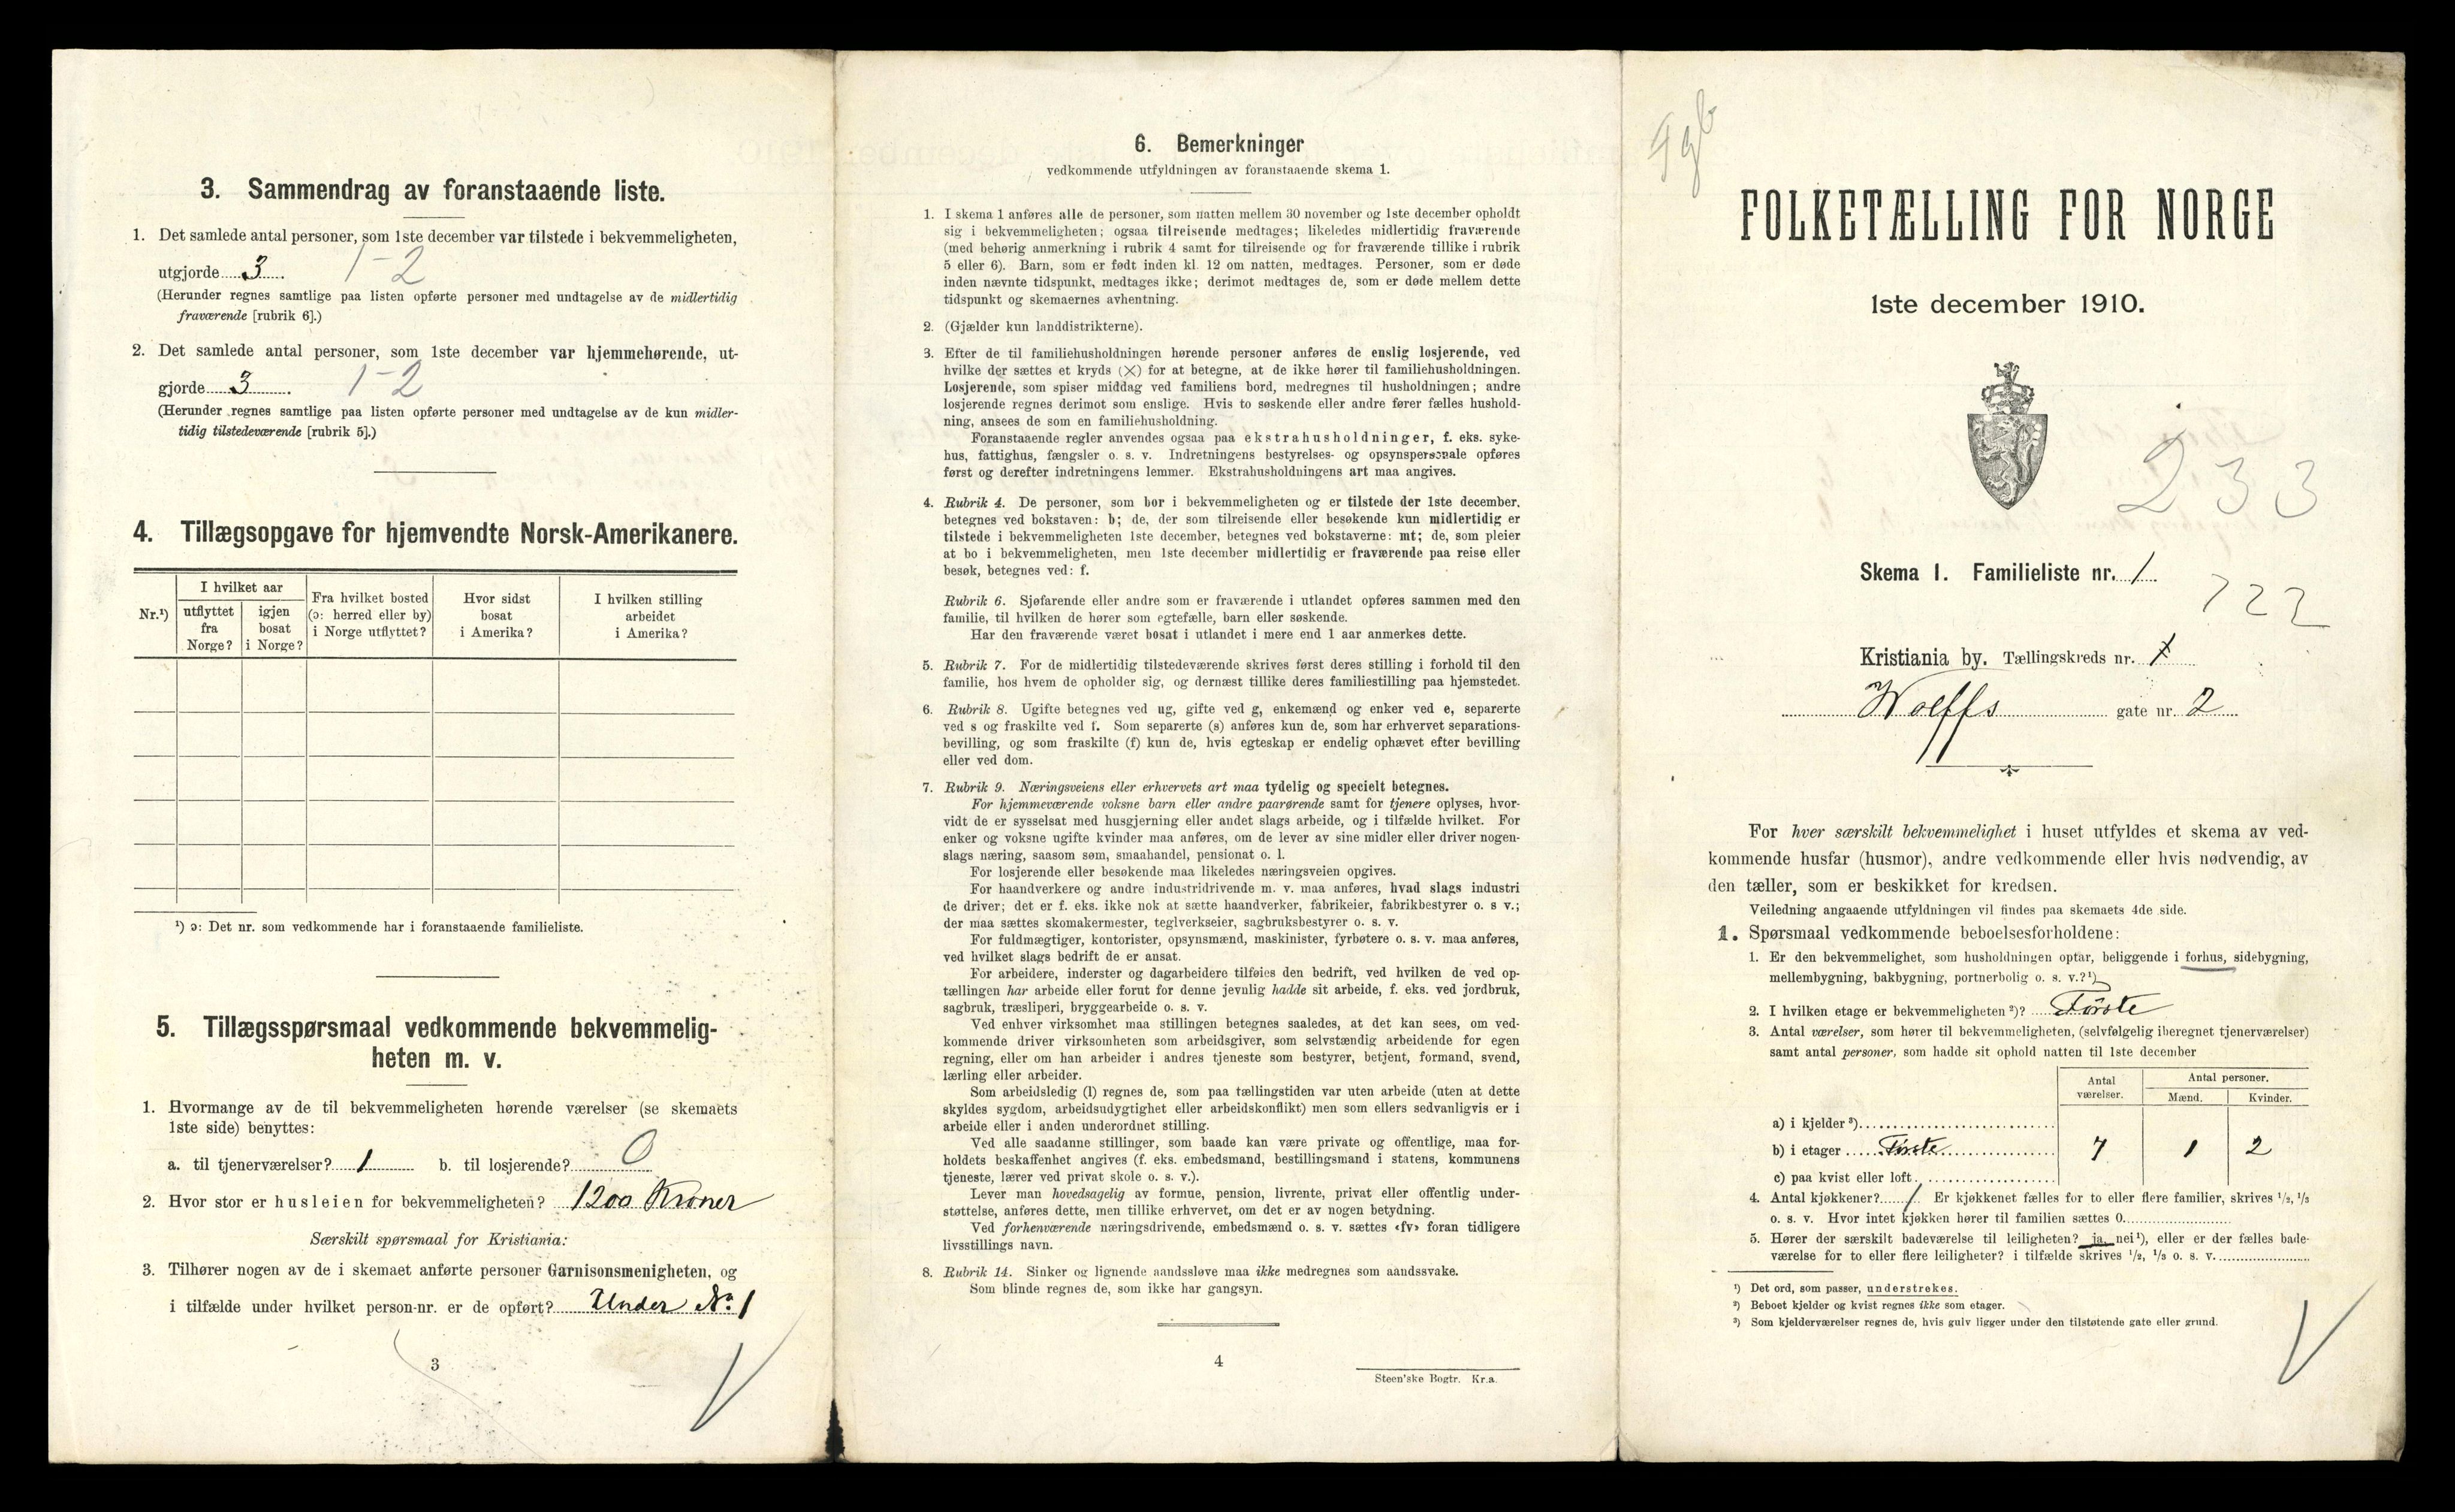 3. Sammendrag av foranstaaende liste.
1. Det samlede antal personer, som 1ste december var tilstede i bekvemmeligheten,
utgjorde 3 1-2
(Herunder regnes samtlige paa listen opførte personer med undtagelse av de midlertidig
fraværende [rubrik 6].)
2. Det samlede antal personer, som 1ste december var hjemmehørende, ut-
gjorde 3 1-2
(Herunder regnes samtlige paa listen opførte personer med undtagelse av de kun midler-
tidig tilstedeværende [rubrik 5].)
4. Tillægsopgave for hjemvendte Norsk-Amerikanere.
Nr.¹)
I hvilket aar
utflyttet
fra
Norge?
igjen
bosat
i Norge?
Fra hvilket bosted
(ɔ: herred eller by)
i Norge utflyttet?
Hvor sidst
bosat
i Amerika?
I hvilken stilling
arbeidet
i Amerika?
¹) ɔ: Det nr. som vedkommende har i foranstaaende familieliste.
5. Tillægsspørsmaal vedkommende bekvemmelig-
heten m. v.
1. Hvormange av de til bekvemmeligheten hørende værelser (se skemaets
1ste side) benyttes:
a. til tjenerværelser? 1 b. til losjerende? 0
2. Hvor stor er husleien for bekvemmeligheten? 1200 Kroner
Særskilt spørsmaal for Kristiania:
3. Tilhører nogen av de i skemaet anførte personer Garnisonsmenigheten, og
i tilfælde under hvilket person-nr. er de opført? Under No. 1
3
6. Bemerkninger
vedkommende utfyldningen av foranstaaende skema 1.
1. I skema 1 anføres alle de personer, som natten mellem 30 november og 1ste december opholdt
sig i bekvemmeligheten; ogsaa tilreisende medtages; likeledes midlertidig fraværende
(med behørig anmerkning i rubrik 4 samt for tilreisende og for fraværende tillike i rubrik
5 eller 6). Barn, som er født inden kl. 12 om natten, medtages. Personer, som er døde
inden nævnte tidspunkt, medtages ikke; derimot medtages de, som er døde mellem dette
tidspunkt og skemaernes avhentning.
2. (Gjælder kun landdistrikterne).
3. Efter de til familiehusholdningen hørende personer anføres de enslig losjerende, ved
hvilke der sættes et kryds (×) for at betegne, at de ikke hører til familiehusholdningen.
Losjerende, som spiser middag ved familiens bord, medregnes til husholdningen; andre
losjerende regnes derimot som enslige. Hvis to søskende eller andre fører fælles hushold-
ning, ansees de som en familiehusholdning.
Foranstaaende regler anvendes ogsaa paa ekstrahusholdninger, f. eks. syke-
hus, fattighus, fængsler o. s. v. Indretningens bestyrelses- og opsynspersonale opføres
først og derefter indretningens lemmer. Ekstrahusholdningens art maa angives.
4. Rubrik 4. De personer, som bor i bekvemmeligheten og er tilstede der 1ste december,
betegnes ved bokstaven: b; de, der som tilreisende eller besøkende kun midlertidig er
tilstede i bekvemmeligheten 1ste december, betegnes ved bokstaverne: mt; de, som pleier
at bo i bekvemmeligheten, men 1ste december midlertidig er fraværende paa reise eller
besøk, betegnes ved: f.
Rubrik 6. Sjøfarende eller andre som er fraværende i utlandet opføres sammen med den
familie, til hvilken de hører som egtefælle, barn eller søskende.
Har den fraværende været bosat i utlandet i mere end 1 aar anmerkes dette.
5. Rubrik 7. For de midlertidig tilstedeværende skrives først deres stilling i forhold til den
familie, hos hvem de opholder sig, og dernæst tillike deres familiestilling paa hjemstedet.
6. Rubrik 8. Ugifte betegnes ved ug, gifte ved g, enkemænd og enker ved e, separerte
ved s og fraskilte ved f. Som separerte (s) anføres kun de, som har erhvervet separations-
bevilling, og som fraskilte (f) kun de, hvis egteskap er endelig ophævet efter bevilling
eller ved dom.
7. Rubrik 9. Næringsveiens eller erhvervets art maa tydelig og specielt betegnes.
For hjemmeværende voksne barn eller andre paarørende samt for tjenere oplyses, hvor-
vidt de er sysselsat med husgjerning eller andet slags arbeide, og i tilfælde hvilket. For
enker og voksne ugifte kvinder maa anføres, om de lever av sine midler eller driver nogen-
slags næring, saasom søm, smaahandel, pensionat o. l.
For losjerende eller besøkende maa likeledes næringsveien opgives.
For haandverkere og andre industridrivende m. v. maa anføres, hvad slags industri
de driver; det er f. eks. ikke nok at sætte haandverker, fabrikeier, fabrikbestyrer o. s v.;
der maa sættes skomakermester, teglverkseier, sagbruksbestyrer o. s. v.
For fuldmægtiger, kontorister, opsynsmænd, maskinister, fyrbøtere o. s. v. maa anføres,
ved hvilket slags bedrift de er ansat.
For arbeidere, inderster og dagarbeidere tilføies den bedrift, ved hvilken de ved op-
tællingen har arbeide eller forut for denne jevnlig hadde sit arbeide, f. eks. ved jordbruk,
sagbruk, træsliperi, bryggearbeide o. s. v.
Ved enhver virksomhet maa stillingen betegnes saaledes, at det kan sees, om ved-
kommende driver virksomheten som arbeidsgiver, som selvstændig arbeidende for egen
regning, eller om han arbeider i andres tjeneste som bestyrer, betjent, formand, svend,
lærling eller arbeider.
Som arbeidsledig (l) regnes de, som paa tællingstiden var uten arbeide (uten at dette
skyldes sygdom, arbeidsudygtighet eller arbeidskonflikt) men som ellers sedvanligvis er i
arbeide eller i anden underordnet stilling.
Ved alle saadanne stillinger, som baade kan være private og offentlige, maa for-
holdets beskaffenhet angives (f. eks. embedsmand, bestillingsmand i statens, kommunens
tjeneste, lærer ved privat skole o. s. v.).
Lever man hovedsagelig av formue, pension, livrente, privat eller offentlig under-
støttelse, anføres dette, men tillike erhvervet, om det er av nogen betydning.
Ved forhenværende næringsdrivende, embedsmænd o. s. v. sættes «fv» foran tidligere
livsstillings navn.
8. Rubrik 14. Sinker og lignende aandssløve maa ikke medregnes som aandssvake.
Som blinde regnes de, som ikke har gangsyn.
4
Steen'ske Bogtr. Kr.a.
FOLKETÆLLING FOR NORGE
1ste december 1910.
233
Skema 1. Familieliste nr. 1
722
Kristiania by. Tællingskreds nr. 1
Wolffs gate nr. 2
For hver særskilt bekvemmelighet i huset utfyldes et skema av ved-
kommende husfar (husmor), andre vedkommende eller hvis nødvendig, av
den tæller, som er beskikket for kredsen.
Veiledning angaaende utfyldningen vil findes paa skemaets 4de side.
1. Spørsmaal vedkommende beboelsesforholdene:
1. Er den bekvemmelighet, som husholdningen optar, beliggende i forhus, sidebygning,
mellembygning, bakbygning, portnerbolig o. s. v.?¹)
2. I hvilken etage er bekvemmeligheten²)? Første
3. Antal værelser, som hører til bekvemmeligheten, (selvfølgelig iberegnet tjenerværelser)
samt antal personer, som hadde sit ophold natten til 1ste december
Antal
værelser.
Antal personer.
Mænd. Kvinder.
a) i kjelder³)
b) i etager Første 7 1 2
c) paa kvist eller loft
4. Antal kjøkkener? 1 Er kjøkkenet fælles for to eller flere familier, skrives ¹/₂, ¹/₃
o. s. v. Hvor intet kjøkken hører til familien sættes 0.
5. Hører der særskilt badeværelse til leiligheten? ja, nei¹), eller er der fælles bade-
værelse for to eller flere leiligheter? i tilfælde skrives ¹/₂, ¹/₃ o. s. v.
¹) Det ord, som passer, understrekes.
²) Beboet kjelder og kvist regnes ikke som etager.
³) Som kjelderværelser regnes de, hvis gulv ligger under den tilstøtende gate eller grund.